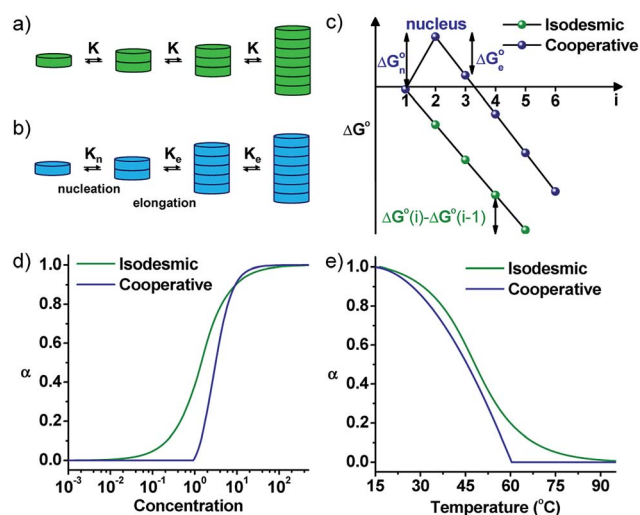 a)
K K K
b)
Kₙ Kₑ Kₑ
nucleation
elongation
c)
nucleus
Isodesmic
Cooperative
ΔG°ₙ
ΔG°ₑ
1 2 3 4 5 6 i
ΔG°
ΔG°(i)-ΔG°(i-1)
d)
Isodesmic
Cooperative
1.0
0.8
0.6
α
0.4
0.2
0.0
10⁻³ 10⁻² 10⁻¹ 10⁰ 10¹ 10²
Concentration
e)
Isodesmic
Cooperative
1.0
0.8
0.6
α
0.4
0.2
0.0
15 30 45 60 75 90
Temperature (°C)